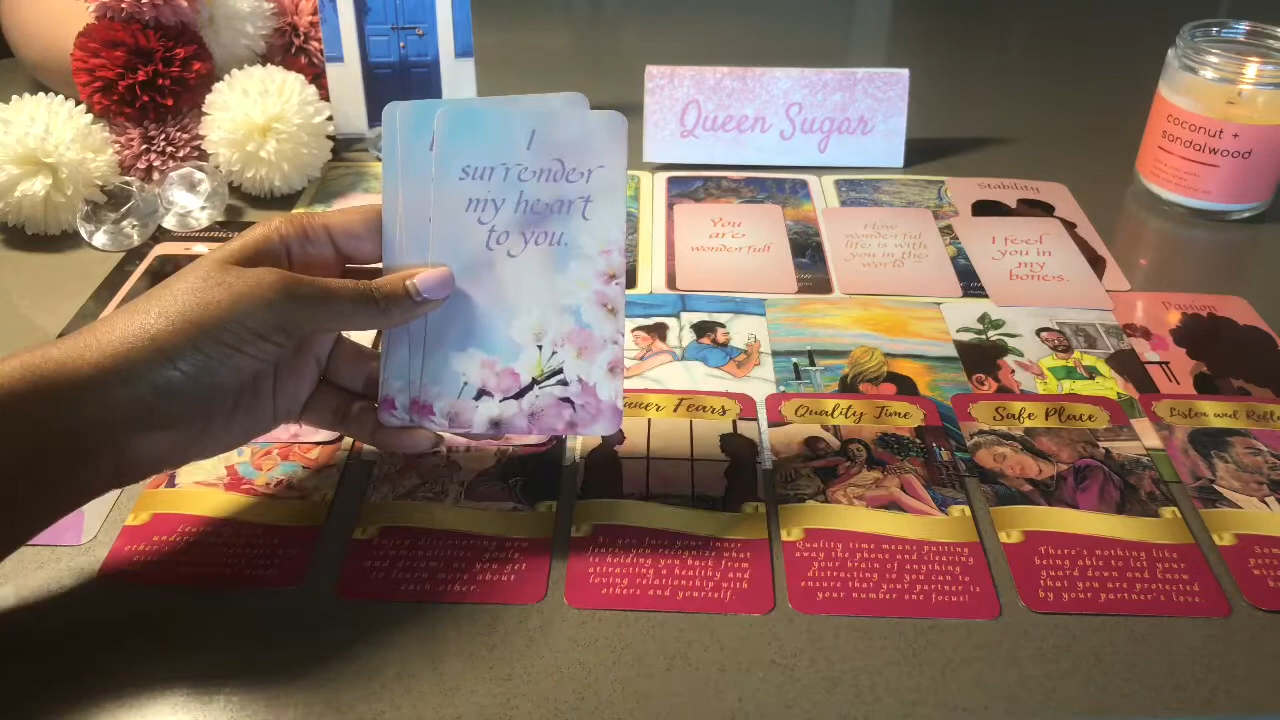 Queen Sugar
coconut +
sandalwood
I
surrender
my heart
to you.
Stability
You
are
wonderful!
How
wonderful
life is with
you in the
world
I feel
you in
my
bones.
Passion
Inner Fears
Quality Time
Safe Place
Listen and
Enjoy discovering new
commonalities, goals,
and dreams as you get
to learn more about
each other.
As you face your inner
fears, you recognize what
is holding you back from
attracting a healthy and
loving relationship with
others and yourself.
Quality time means putting
away the phone and clearing
your brain of anything
distracting so you can to
ensure that your partner is
your number one focus!
There's nothing like
being able to let your
guard down and know
that you are protected
by your partner's love.